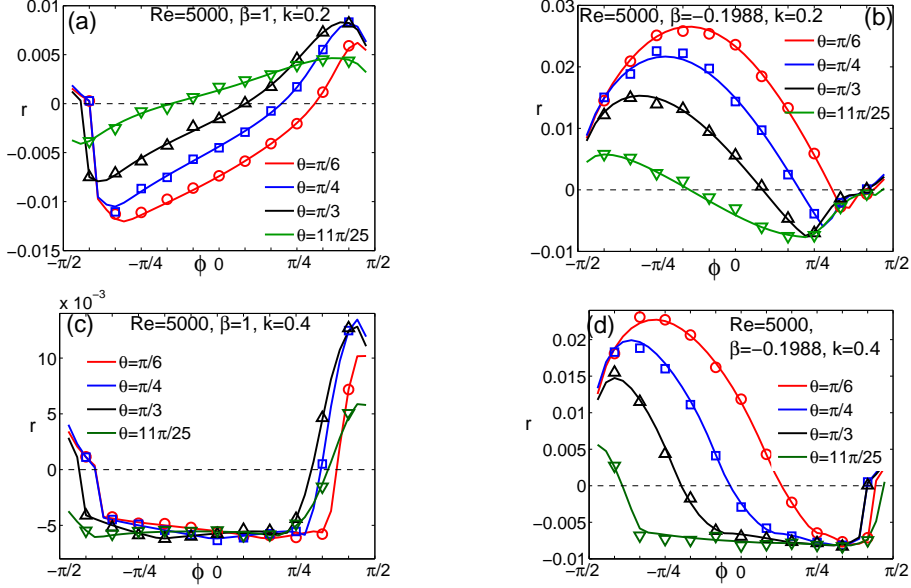 (a) Re=5000, β=1, k=0.2
0.01
0.005
0
−0.005
−0.01
−0.015
r
θ=π/6
θ=π/4
θ=π/3
θ=11π/25
−π/2 −π/4 ϕ 0 π/4 π/2
Re=5000, β=−0.1988, k=0.2 (b)
0.03
0.02
0.01
0
−0.01
r
θ=π/6
θ=π/4
θ=π/3
θ=11π/25
−π/2 −π/4 ϕ 0 π/4 π/2
x 10⁻³
(c) Re=5000, β=1, k=0.4
10
5
0
−5
r
θ=π/6
θ=π/4
θ=π/3
θ=11π/25
−π/2 −π/4 ϕ 0 π/4 π/2
(d) Re=5000,
β=−0.1988, k=0.4
0.02
0.015
0.01
0.005
0
−0.005
−0.01
r
θ=π/6
θ=π/4
θ=π/3
θ=11π/25
−π/2 −π/4 ϕ 0 π/4 π/2